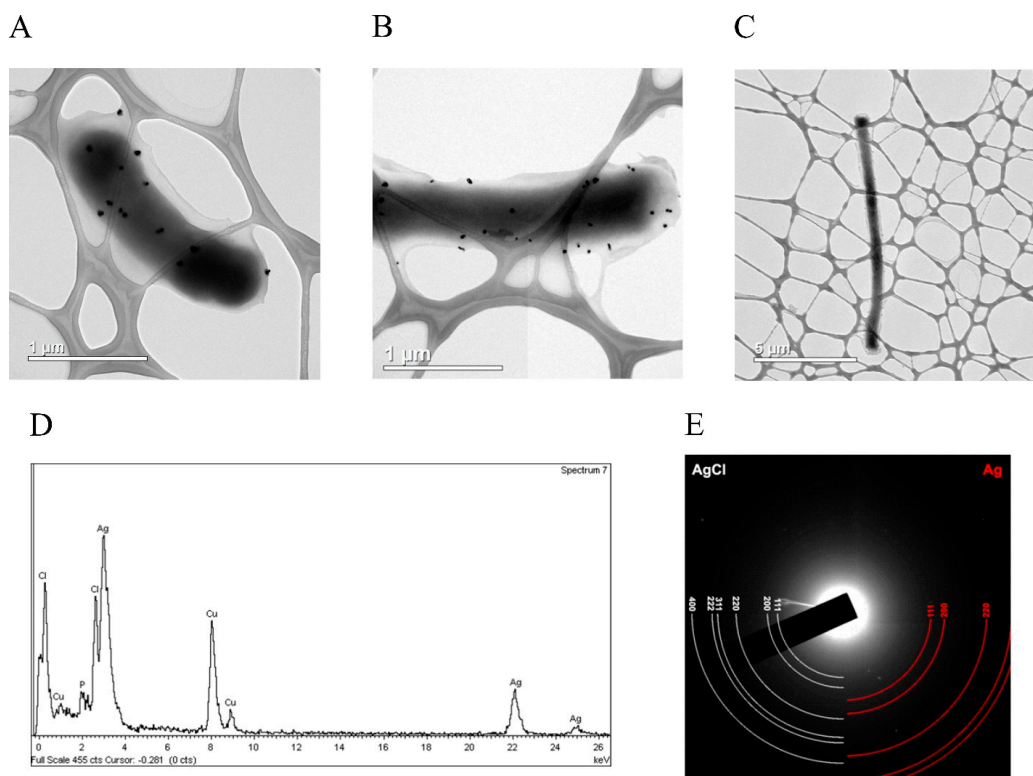 A
B
C
1 µm
1 µm
5 µm
D
E
Spectrum 7
Cl
Cu
P
Cl
Ag
Cu
Cu
Ag
Ag
0 2 4 6 8 10 12 14 16 18 20 22 24 26
Full Scale 455 cts Cursor: -0.281 (0 cts)
keV
AgCl
Ag
400
222
311
220
200
111
111
200
220